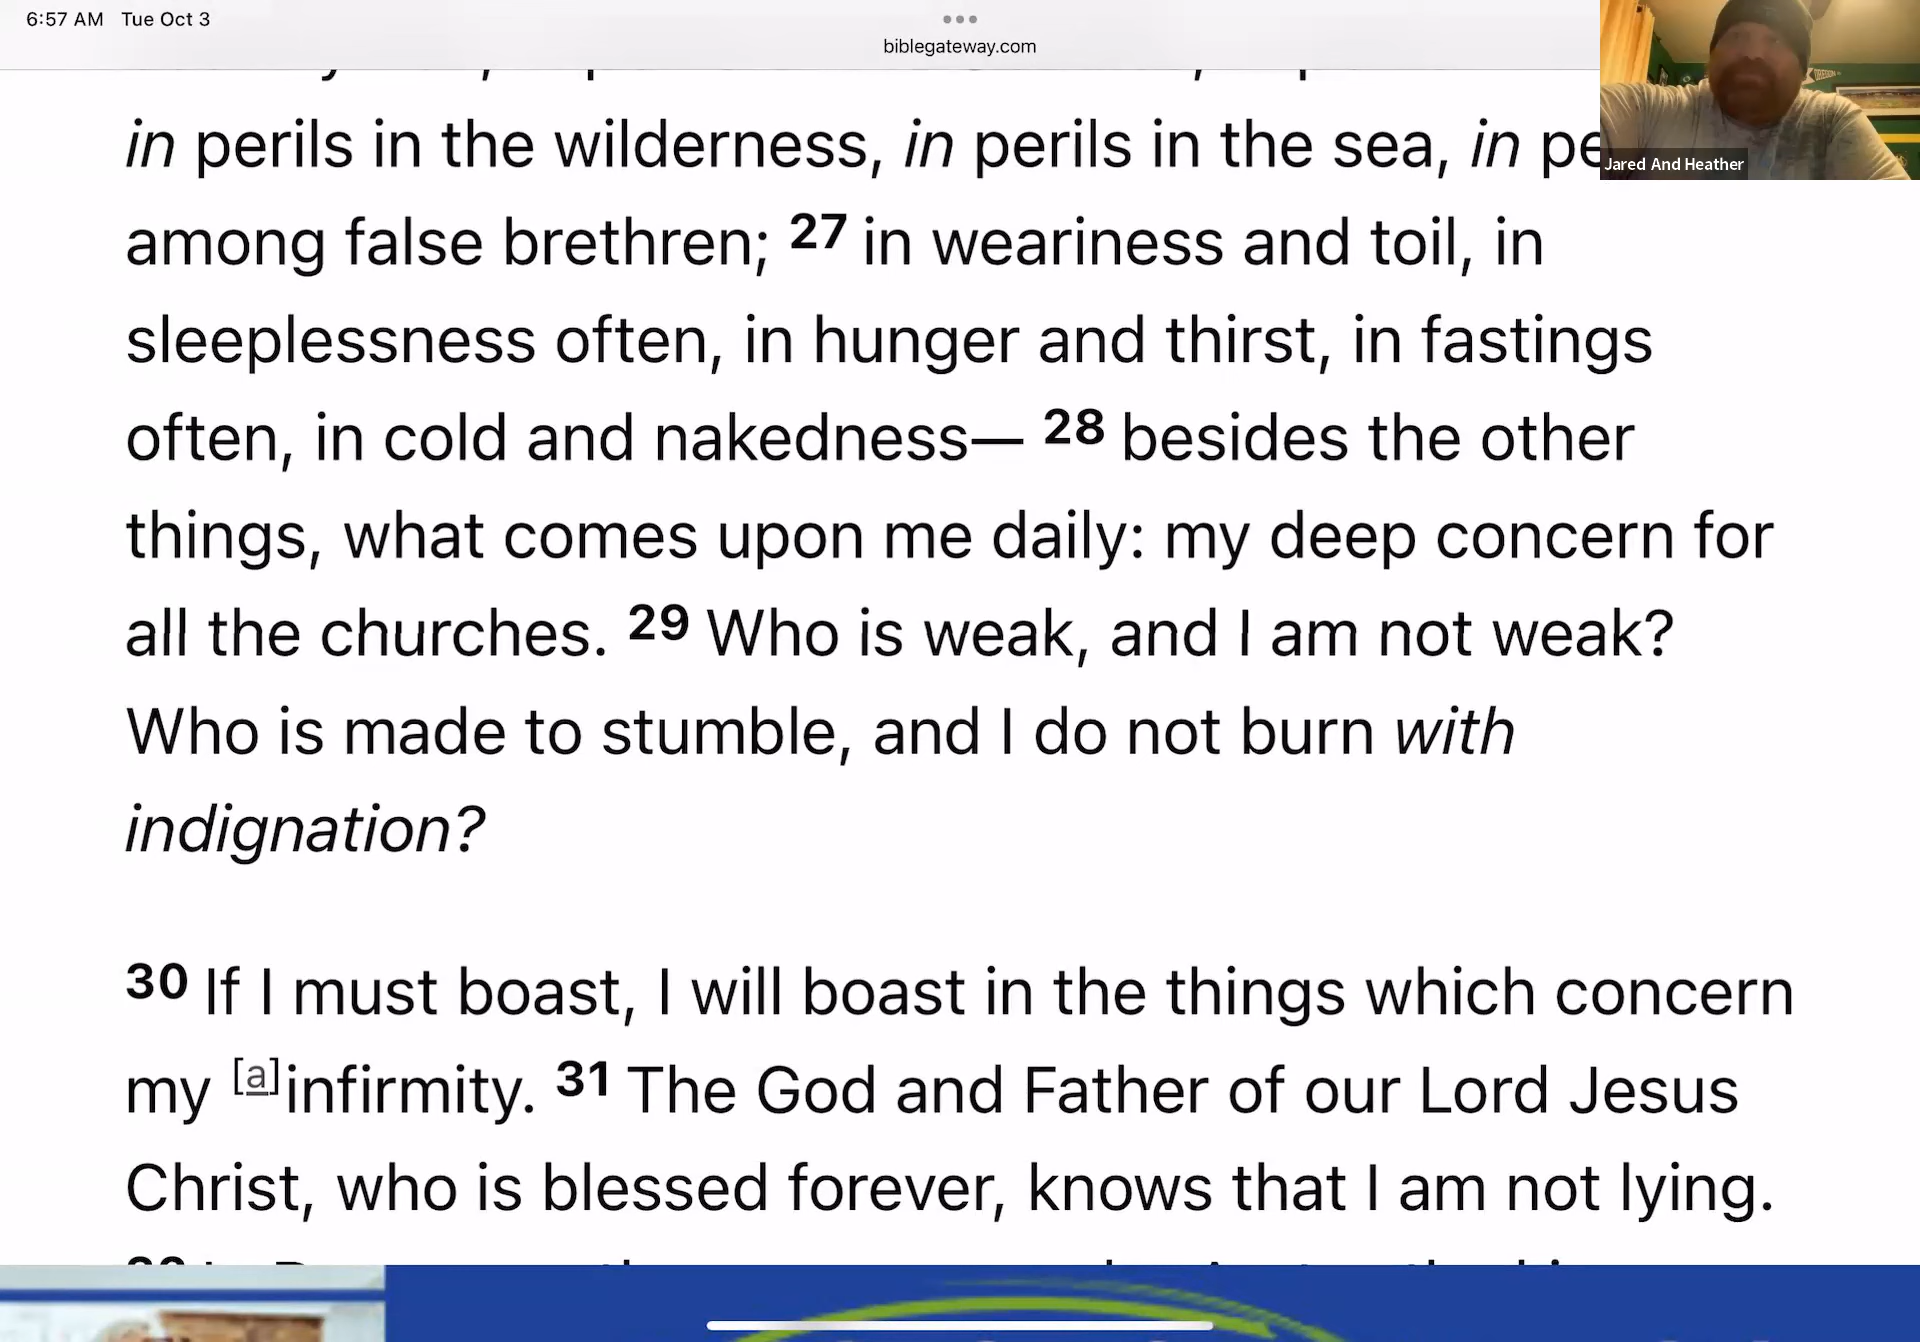 6:57 AM Tue Oct 3
biblegateway.com
in perils in the wilderness, in perils in the sea, in
Jared And Heather
among false brethren; 27 in weariness and toil, in
sleeplessness often, in hunger and thirst, in fastings
often, in cold and nakedness— 28 besides the other
things, what comes upon me daily: my deep concern for
all the churches. 29 Who is weak, and I am not weak?
Who is made to stumble, and I do not burn with
indignation?
30 If I must boast, I will boast in the things which concern
my [a]infirmity. 31 The God and Father of our Lord Jesus
Christ, who is blessed forever, knows that I am not lying.